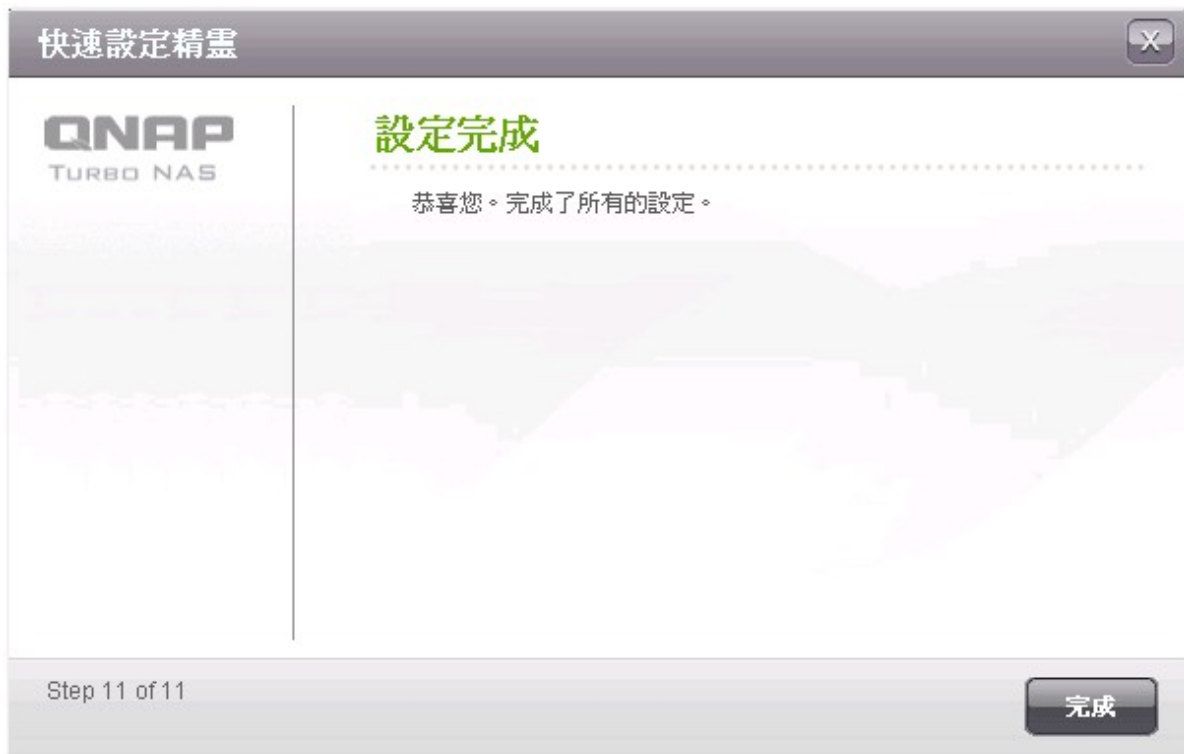 快速設定精靈
X
QNAP
TURBO NAS
設定完成
恭喜您。完成了所有的設定。
Step 11 of 11
完成